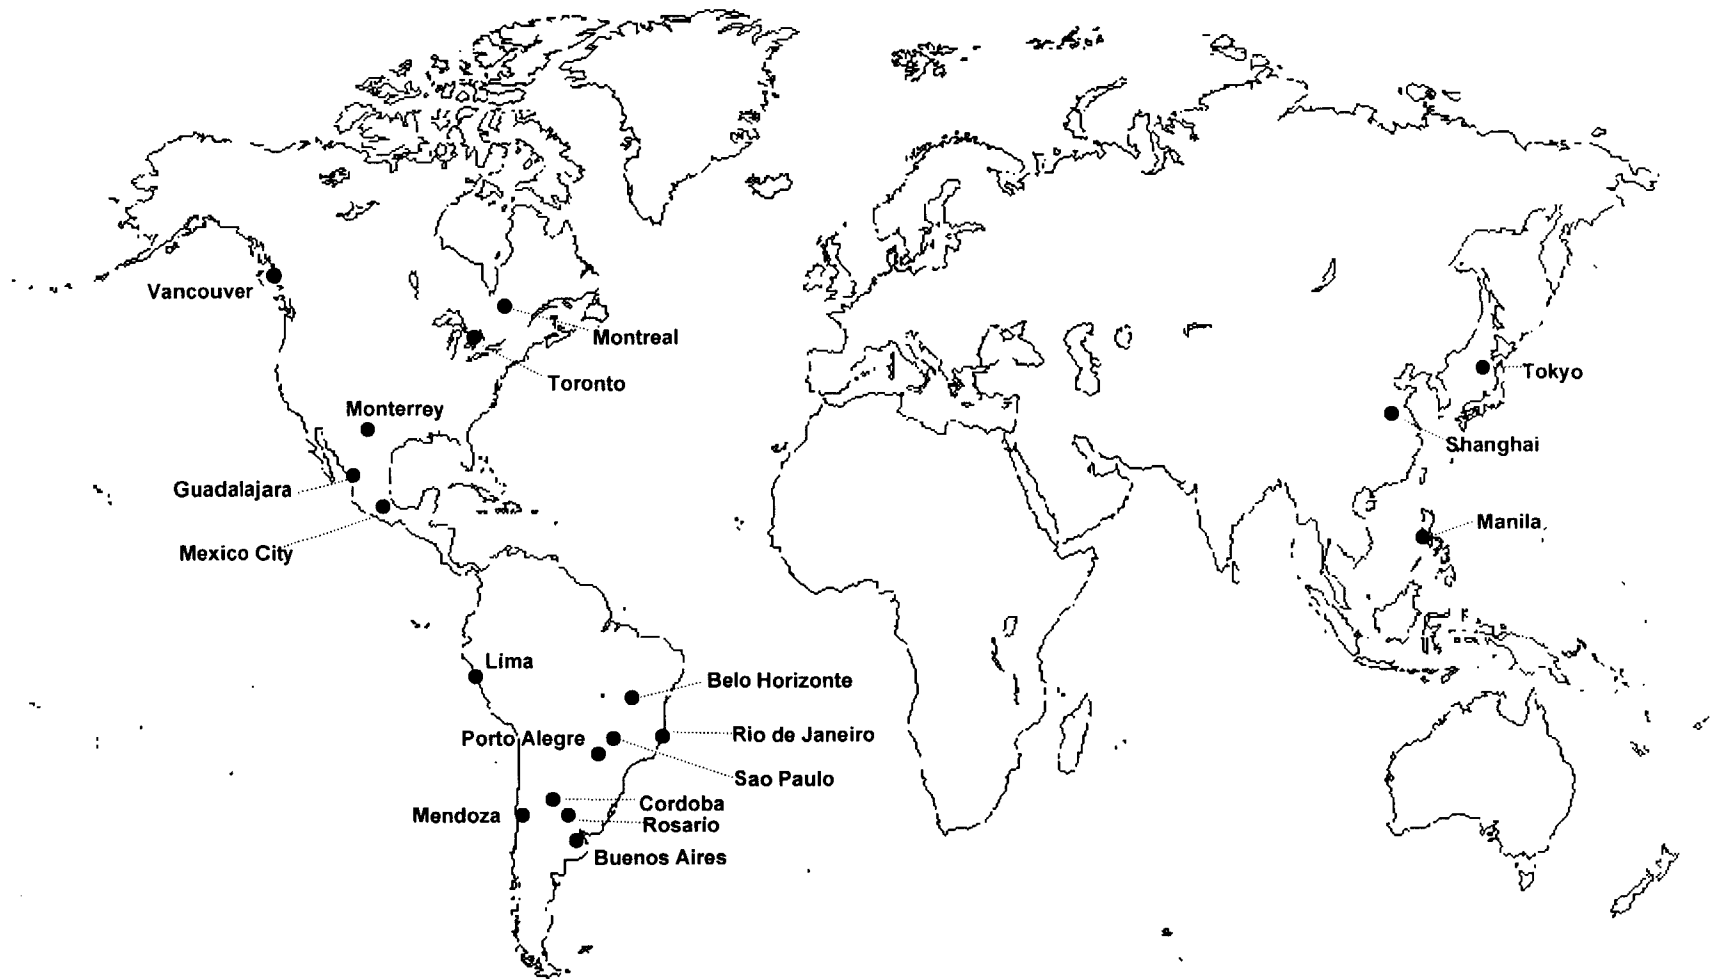 Vancouver
Montreal
Tokyo
Toronto
Monterrey
Shanghai
Guadalajara
Manila
Mexico City
Lima
Belo Horizonte
Rio de Janeiro
Porto Alegre
Sao Paulo
Cordoba
Mendoza
Rosario
Buenos Aires